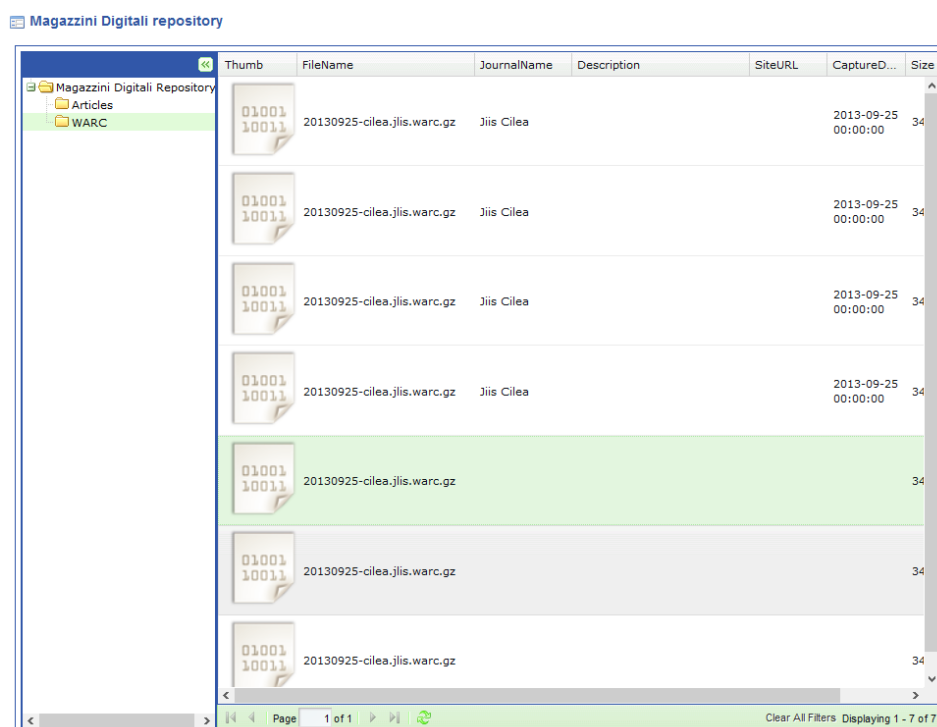 Magazzini Digitali repository
Thumb FileName JournalName Description SiteURL CaptureD... Size
Magazzini Digitali Repository
Articles
WARC
01001
10011
20130925-cilea.jlis.warc.gz Jiis Cilea 2013-09-25
00:00:00 34
01001
10011
20130925-cilea.jlis.warc.gz Jiis Cilea 2013-09-25
00:00:00 34
01001
10011
20130925-cilea.jlis.warc.gz Jiis Cilea 2013-09-25
00:00:00 34
01001
10011
20130925-cilea.jlis.warc.gz Jiis Cilea 2013-09-25
00:00:00 34
01001
10011
20130925-cilea.jlis.warc.gz 34
01001
10011
20130925-cilea.jlis.warc.gz 34
01001
10011
20130925-cilea.jlis.warc.gz 34
Page 1 of 1 Clear All Filters Displaying 1 - 7 of 7